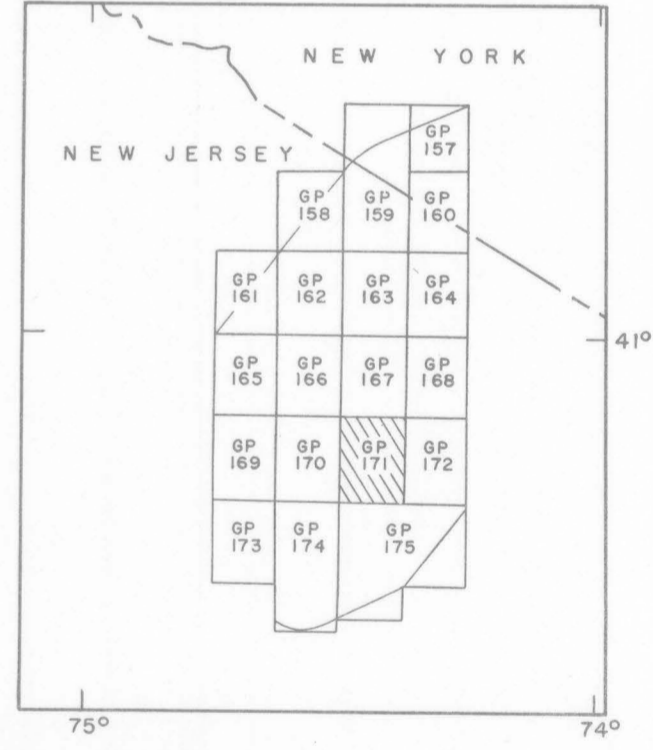 NEW YORK
NEW JERSEY
GP
157
GP
158
GP
159
GP
160
GP
161
GP
162
GP
163
GP
164
41°
GP
165
GP
166
GP
167
GP
168
GP
169
GP
170
GP
171
GP
172
GP
173
GP
174
GP
175
75°
74°